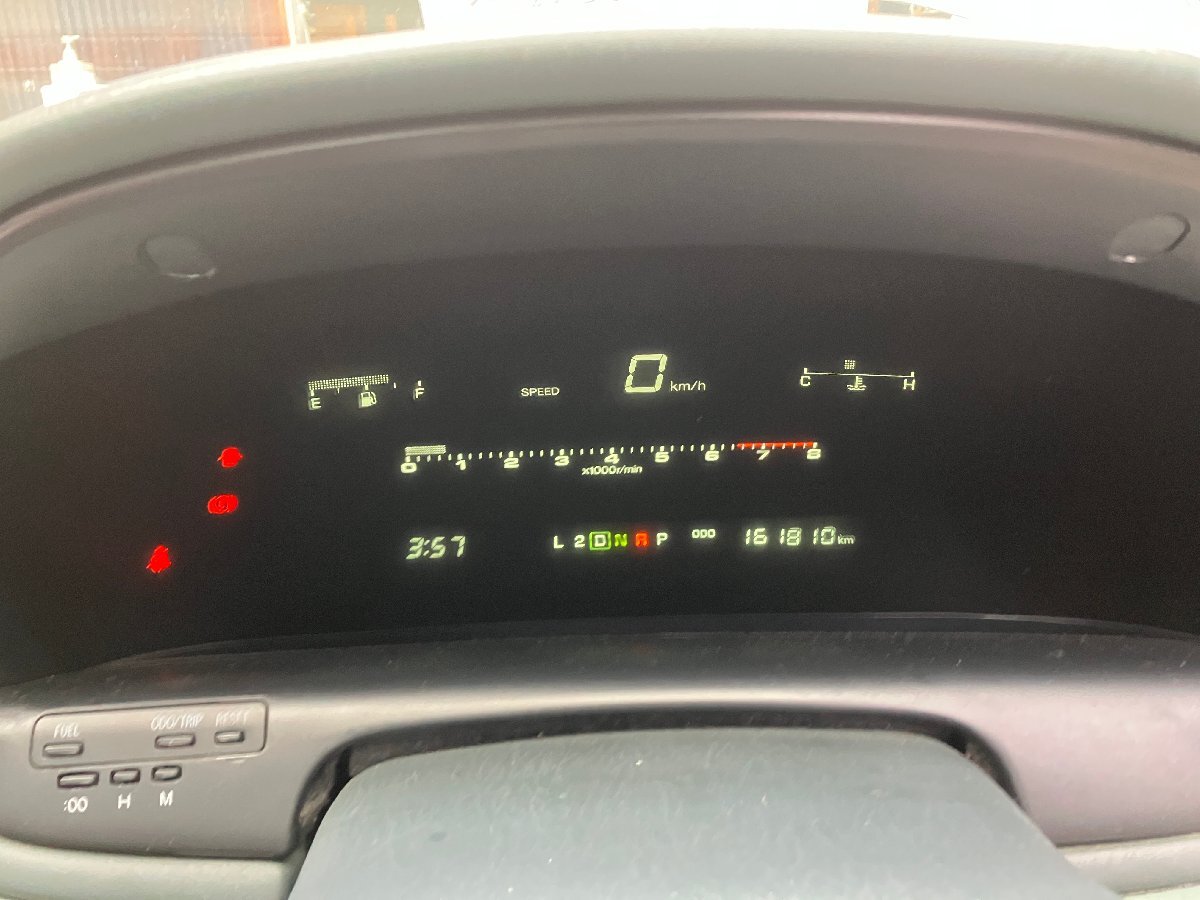 E F
SPEED 0 km/h
C H
0 1 2 3 4 5 6 7 8
x1000r/min
3:57 L 2 D N R P ODO 161810 km
FUEL ODO/TRIP RESET
:00 H M